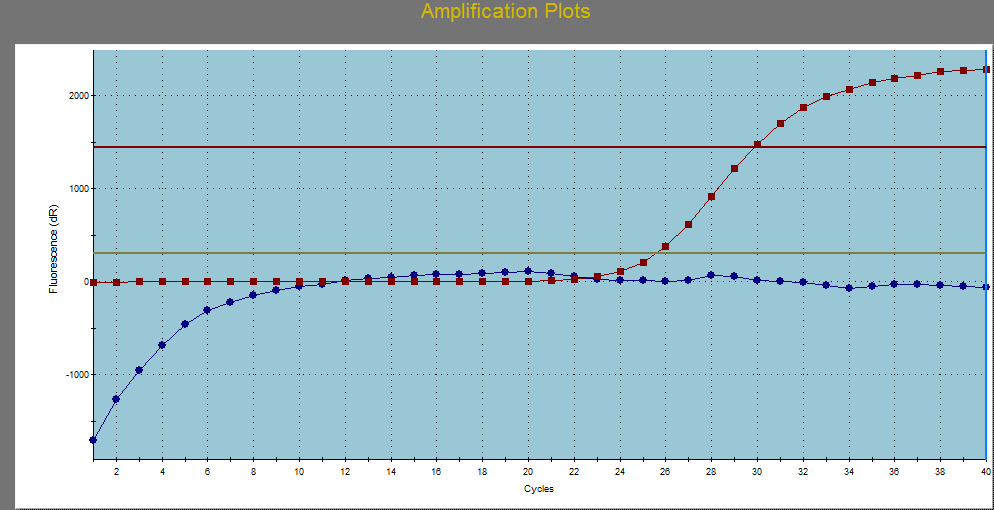 Amplification Plots
2000
1000
0
-1000
Fluorescence (dR)
2 4 6 8 10 12 14 16 18 20 22 24 26 28 30 32 34 36 38 40
Cycles